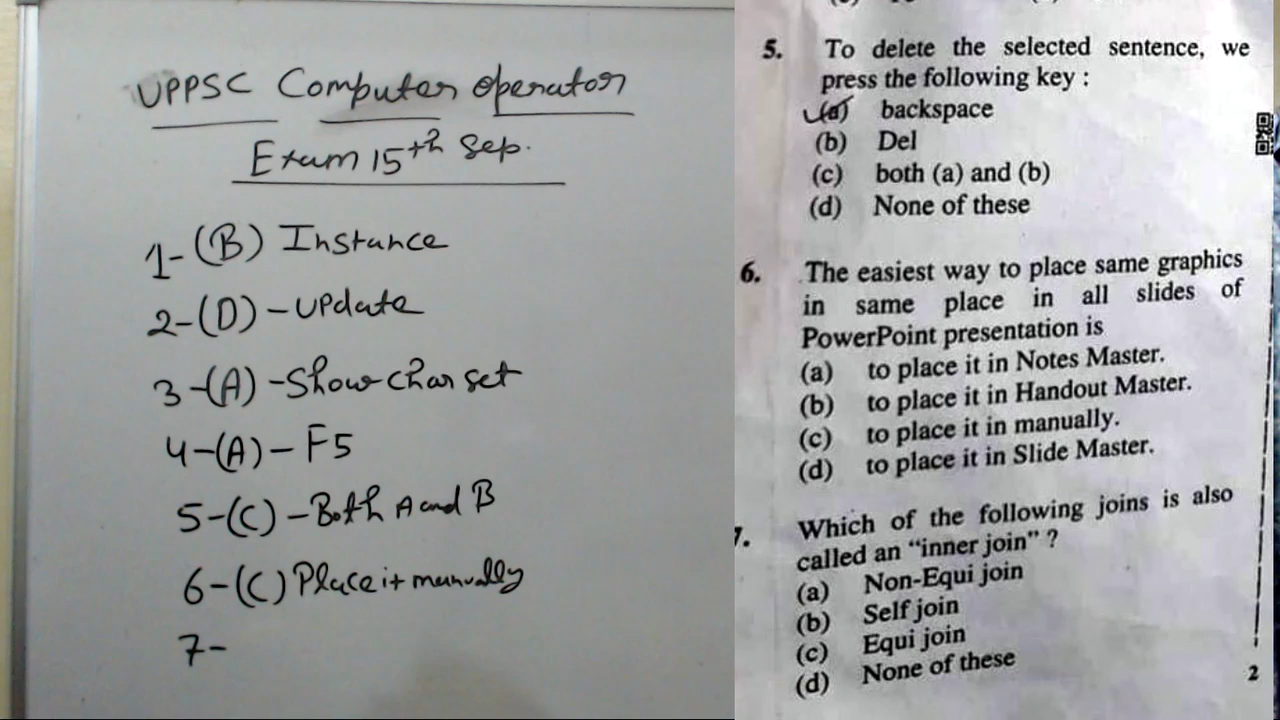 UPPSC Computer operator
Exam 15th Sep.
1-(B) Instance
2-(D)-Update
3-(A)-Show char set
4-(A)-F5
5-(C)-Both A and B
6-(C) Place it manually
7-
5. To delete the selected sentence, we
press the following key :
(a) backspace
(b) Del
(c) both (a) and (b)
(d) None of these
6. The easiest way to place same graphics
in same place in all slides of
PowerPoint presentation is
(a) to place it in Notes Master.
(b) to place it in Handout Master.
(c) to place it in manually.
(d) to place it in Slide Master.
7. Which of the following joins is also
called an “inner join” ?
(a) Non-Equi join
(b) Self join
(c) Equi join
(d) None of these
2